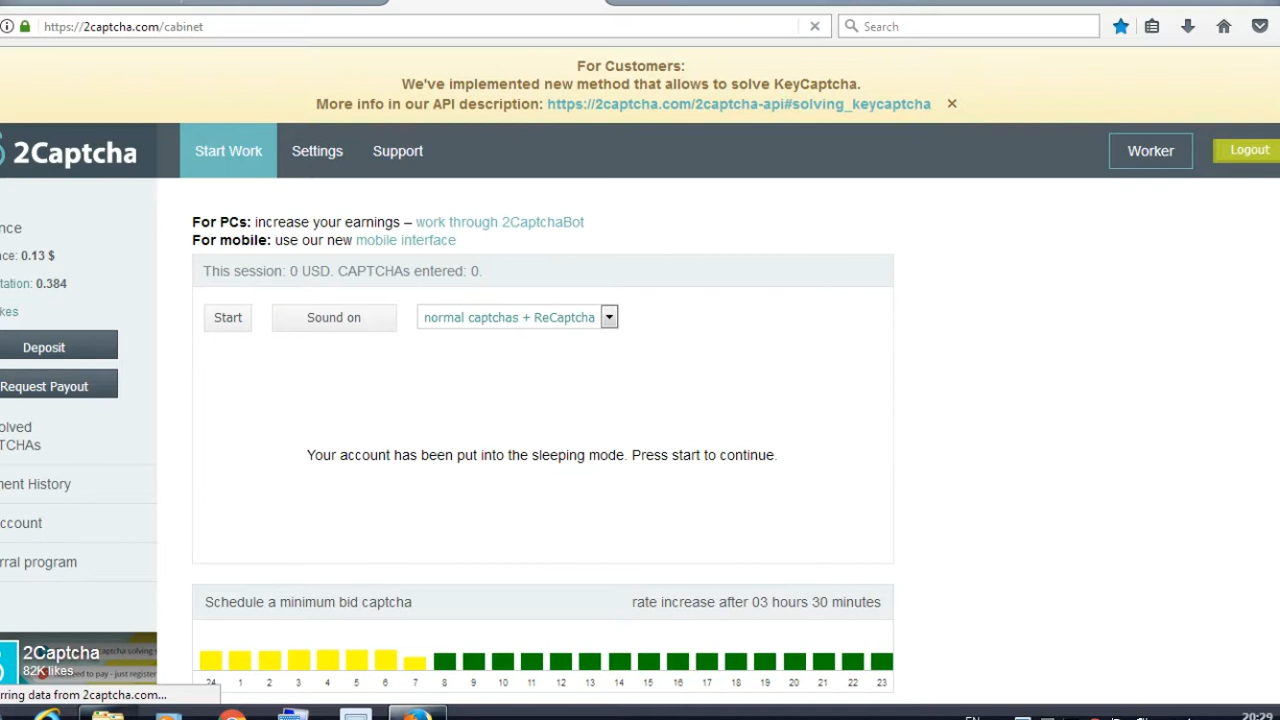 https://2captcha.com/cabinet
Search
For Customers:
We've implemented new method that allows to solve KeyCaptcha.
More info in our API description: https://2captcha.com/2captcha-api#solving_keycaptcha ×
2Captcha
Start Work
Settings
Support
Worker
Logout
nce
ce: 0.13 $
tation: 0.384
kes
Deposit
Request Payout
olved
TCHAs
ent History
ccount
rral program
2Captcha
82K likes
rring data from 2captcha.com...
For PCs: increase your earnings – work through 2CaptchaBot
For mobile: use our new mobile interface
This session: 0 USD. CAPTCHAs entered: 0.
Start
Sound on
normal captchas + ReCaptcha
Your account has been put into the sleeping mode. Press start to continue.
Schedule a minimum bid captcha
rate increase after 03 hours 30 minutes
24 1 2 3 4 5 6 7 8 9 10 11 12 13 14 15 16 17 18 19 20 21 22 23
20:29